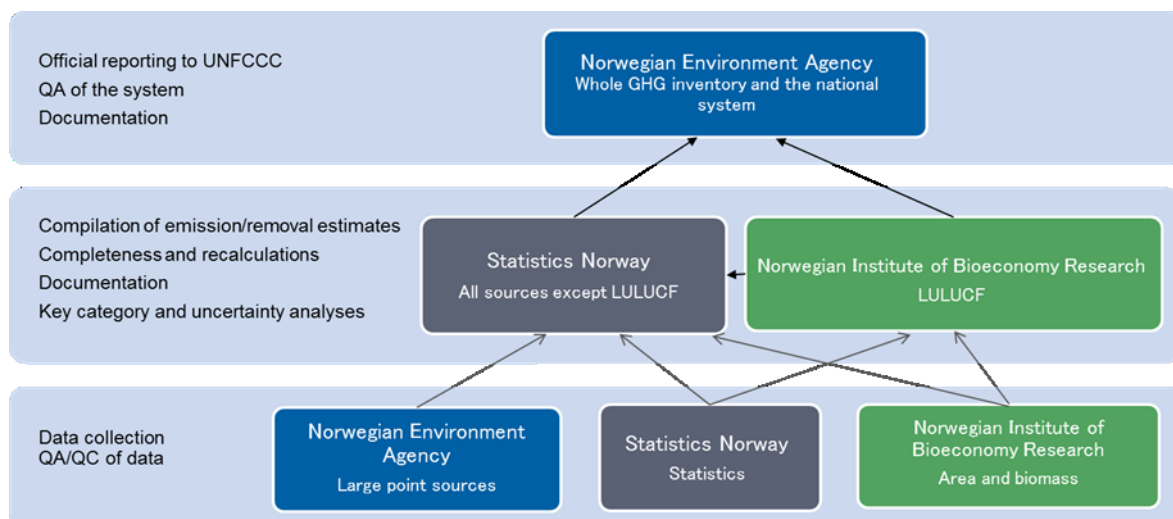 Official reporting to UNFCCC
QA of the system
Documentation
Norwegian Environment Agency
Whole GHG inventory and the national
system
Compilation of emission/removal estimates
Completeness and recalculations
Documentation
Key category and uncertainty analyses
Statistics Norway
All sources except LULUCF
Norwegian Institute of Bioeconomy Research
LULUCF
Data collection
QA/QC of data
Norwegian Environment
Agency
Large point sources
Statistics Norway
Statistics
Norwegian Institute of
Bioeconomy Research
Area and biomass